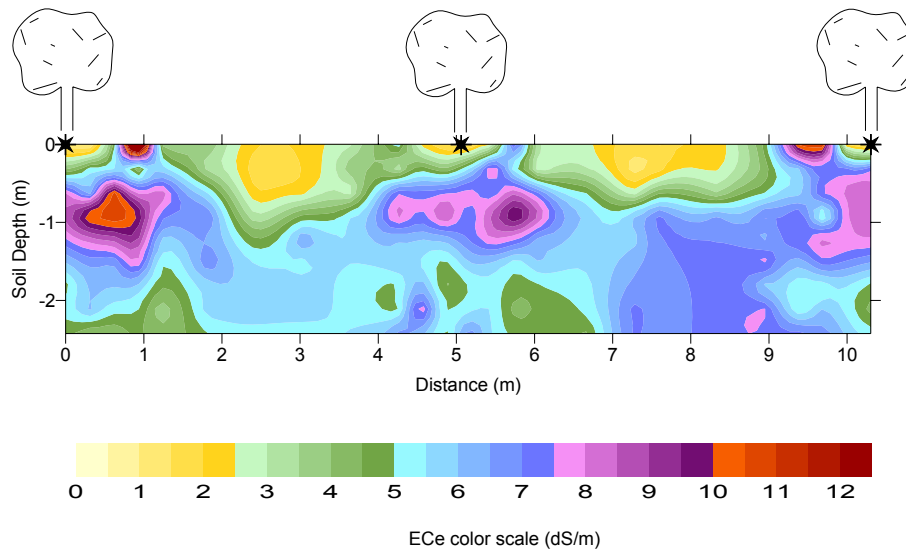 0
-1
-2
Soil Depth (m)
0 1 2 3 4 5 6 7 8 9 10
Distance (m)
0 1 2 3 4 5 6 7 8 9 10 11 12
ECe color scale (dS/m)